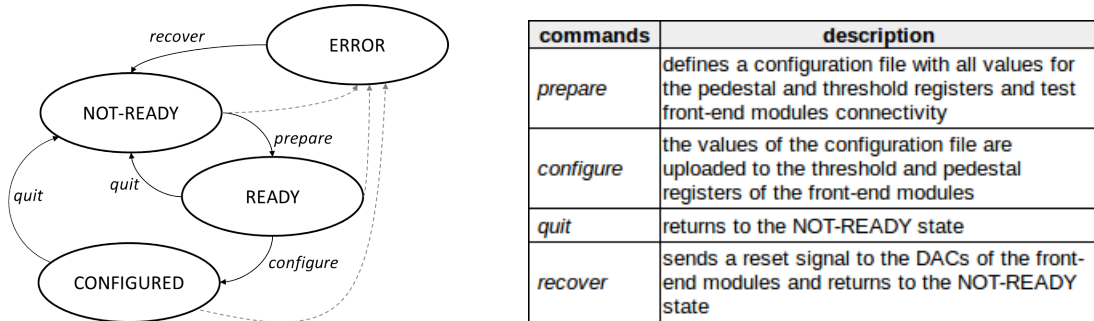 recover
ERROR
NOT-READY
prepare
quit
quit
READY
configure
CONFIGURED
commands description
prepare
defines a configuration file with all values for
the pedestal and threshold registers and test
front-end modules connectivity
configure
the values of the configuration file are
uploaded to the threshold and pedestal
registers of the front-end modules
quit returns to the NOT-READY state
recover
sends a reset signal to the DACs of the front-
end modules and returns to the NOT-READY
state